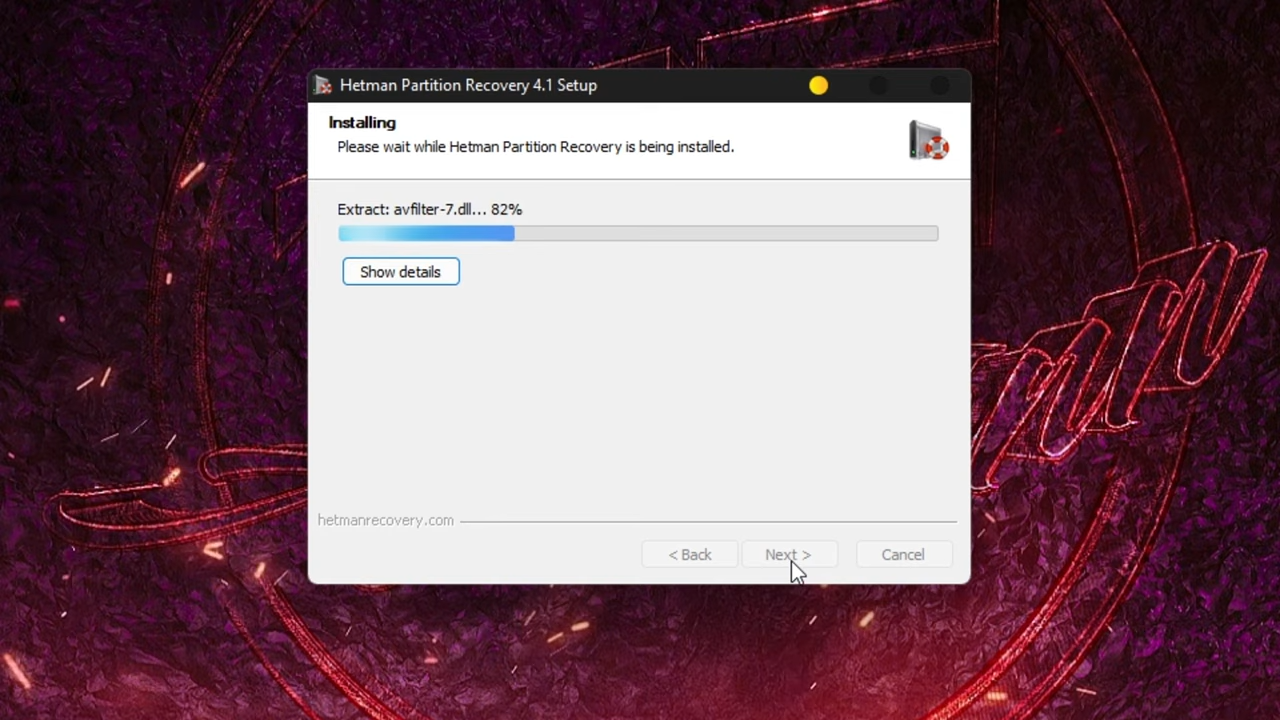 Hetman Partition Recovery 4.1 Setup
Installing
Please wait while Hetman Partition Recovery is being installed.
Extract: avfilter-7.dll... 82%
Show details
hetmanrecovery.com
< Back
Next >
Cancel